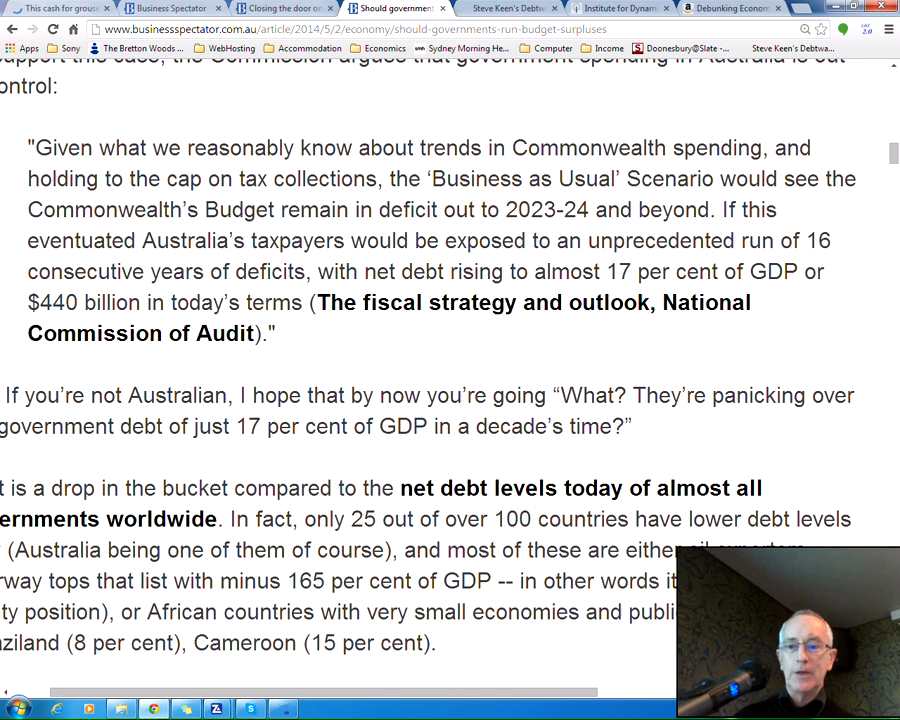 This cash for grouse
Business Spectator
Closing the door on
Should government
Steve Keen's Debtw
Institute for Dynam
Debunking Econom
www.businessspectator.com.au/article/2014/5/2/economy/should-governments-run-budget-surpluses
Apps Sony The Bretton Woods ... WebHosting Accommodation Economics Sydney Morning He... Computer Income Doonesbury@Slate -... Steve Keen's Debtwa...
support this case, the Commission argues that government spending in Australia is out
ontrol:
"Given what we reasonably know about trends in Commonwealth spending, and
holding to the cap on tax collections, the ‘Business as Usual’ Scenario would see the
Commonwealth’s Budget remain in deficit out to 2023-24 and beyond. If this
eventuated Australia’s taxpayers would be exposed to an unprecedented run of 16
consecutive years of deficits, with net debt rising to almost 17 per cent of GDP or
$440 billion in today’s terms (The fiscal strategy and outlook, National
Commission of Audit)."
If you’re not Australian, I hope that by now you’re going “What? They’re panicking over
government debt of just 17 per cent of GDP in a decade’s time?”
t is a drop in the bucket compared to the net debt levels today of almost all
ernments worldwide. In fact, only 25 out of over 100 countries have lower debt levels
(Australia being one of them of course), and most of these are either oil exporters
rway tops that list with minus 165 per cent of GDP -- in other words it
ty position), or African countries with very small economies and publi
aziland (8 per cent), Cameroon (15 per cent).